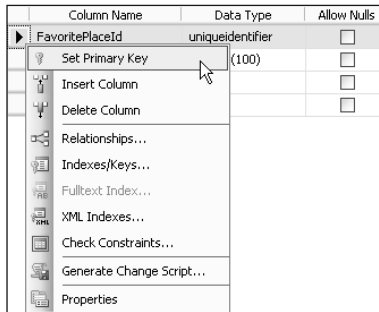 Column Name Data Type Allow Nulls
FavoritePlaceId uniqueidentifier
Set Primary Key (100)
Insert Column
Delete Column
Relationships...
Indexes/Keys...
Fulltext Index...
XML Indexes...
Check Constraints...
Generate Change Script...
Properties